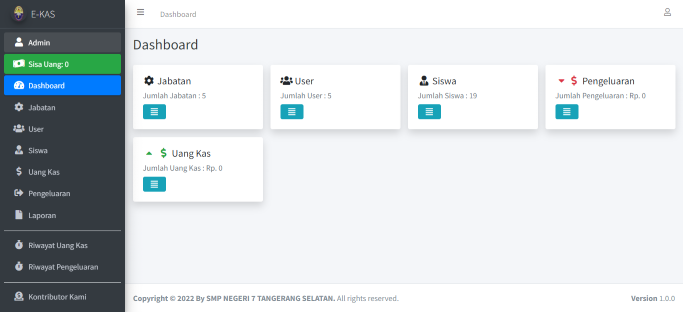 E-KAS
Dashboard
Admin
Sisa Uang: 0
Dashboard
Jabatan
User
Siswa
Uang Kas
Pengeluaran
Laporan
Riwayat Uang Kas
Riwayat Pengeluaran
Kontributor Kami
Dashboard
Jabatan
Jumlah Jabatan : 5
User
Jumlah User : 5
Siswa
Jumlah Siswa : 19
Pengeluaran
Jumlah Pengeluaran : Rp. 0
Uang Kas
Jumlah Uang Kas : Rp. 0
Copyright © 2022 By SMP NEGERI 7 TANGERANG SELATAN. All rights reserved.
Version 1.0.0